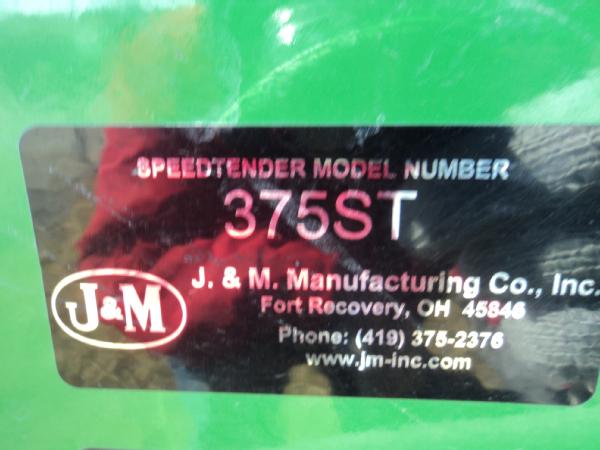 SPEEDTENDER MODEL NUMBER
375ST
J&M
J. & M. Manufacturing Co., Inc.
Fort Recovery, OH 45846
Phone: (419) 375-2376
www.jm-inc.com